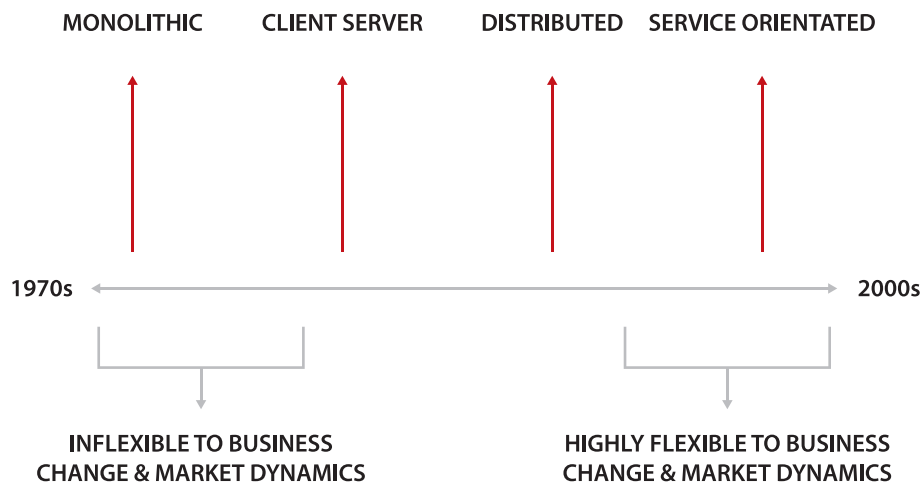 MONOLITHIC
CLIENT SERVER
DISTRIBUTED
SERVICE ORIENTATED
1970s
2000s
INFLEXIBLE TO BUSINESS
CHANGE & MARKET DYNAMICS
HIGHLY FLEXIBLE TO BUSINESS
CHANGE & MARKET DYNAMICS